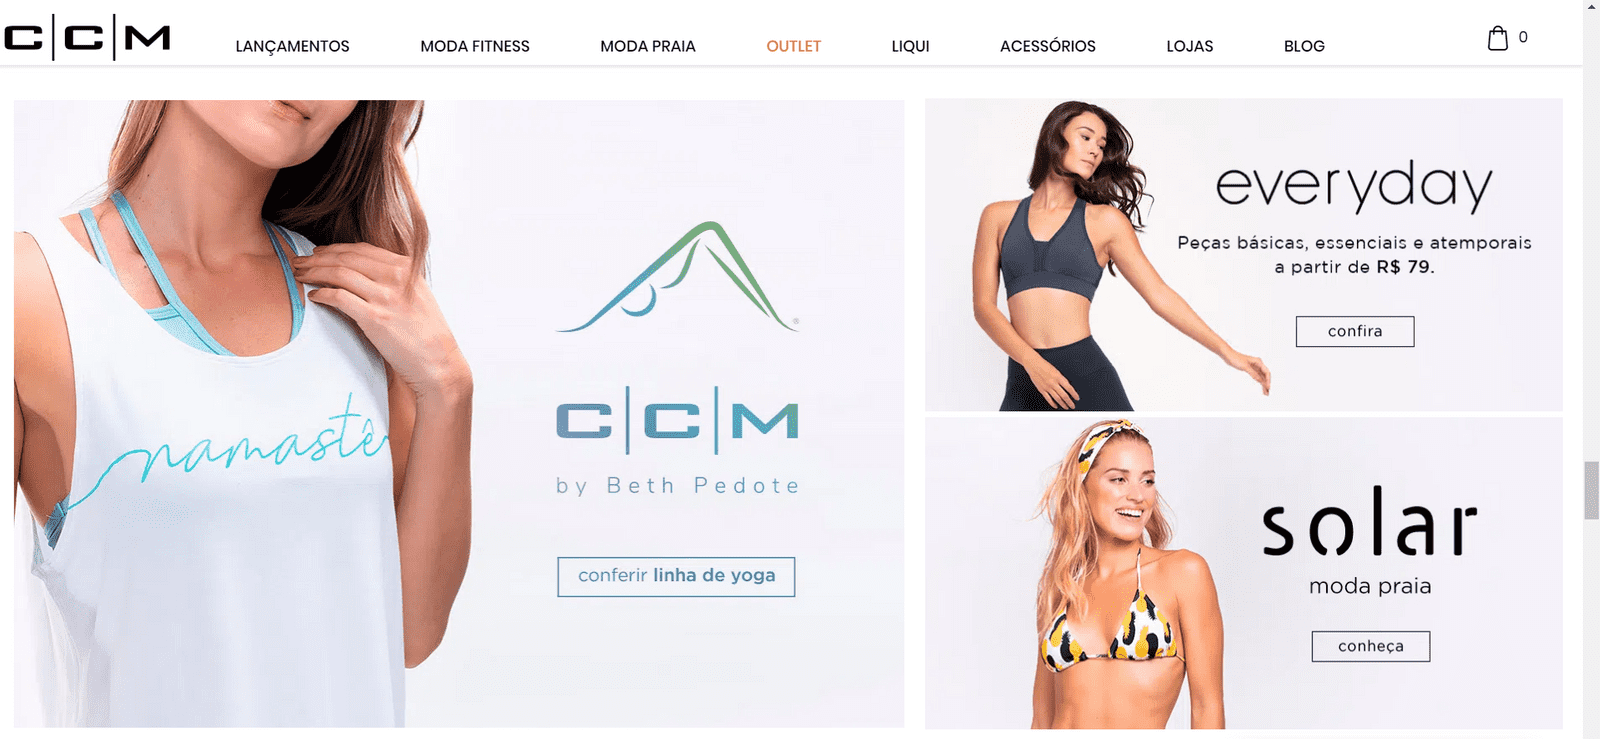 C|C|M
LANÇAMENTOS
MODA FITNESS
MODA PRAIA
OUTLET
LIQUI
ACESSÓRIOS
LOJAS
BLOG
0
namastê
®
C|C|M
by Beth Pedote
conferir linha de yoga
everyday
Peças básicas, essenciais e atemporais
a partir de R$ 79.
confira
solar
moda praia
conheça